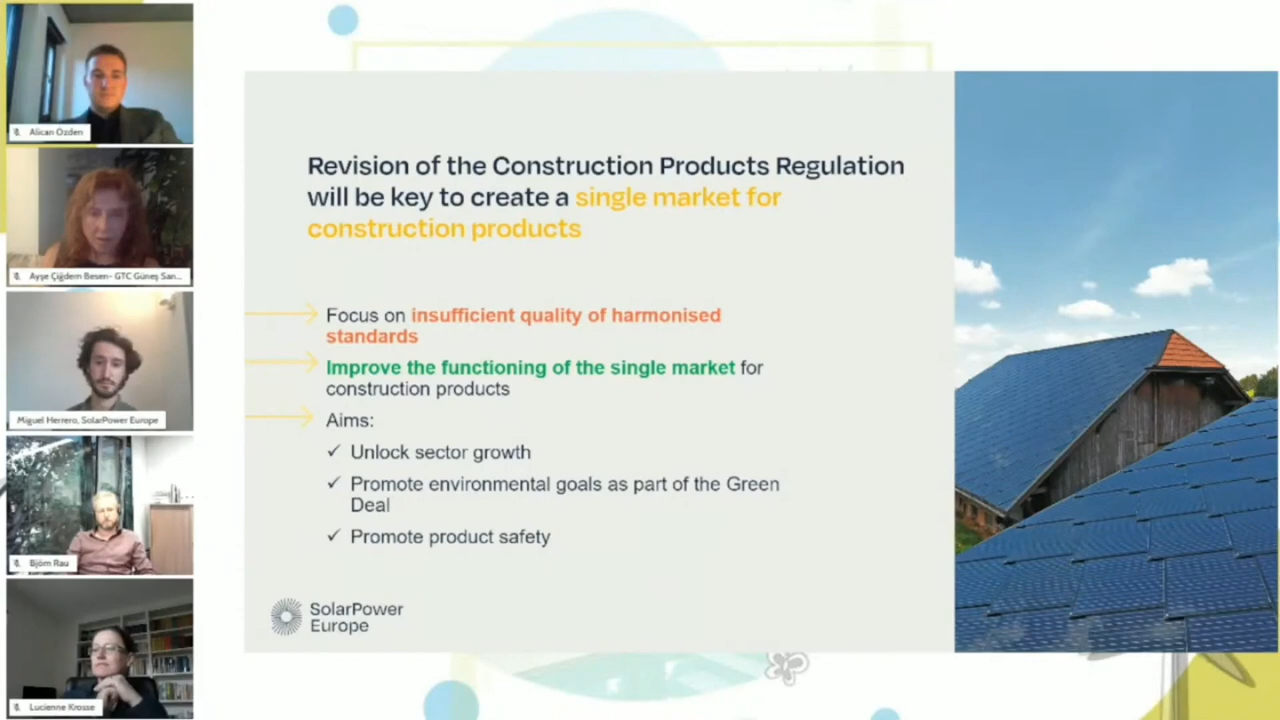 Alican Özden
Ayşe Çiğdem Besen- GTC Güneş San...
Miguel Herrero, SolarPower Europe
Björn Rau
Lucienne Krosse
Revision of the Construction Products Regulation
will be key to create a single market for
construction products
Focus on insufficient quality of harmonised
standards
Improve the functioning of the single market for
construction products
Aims:
✓ Unlock sector growth
✓ Promote environmental goals as part of the Green
Deal
✓ Promote product safety
SolarPower
Europe